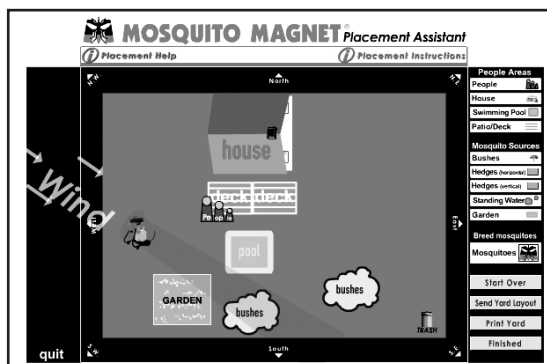 MOSQUITO MAGNET® Placement Assistant
i Placement Help
i Placement Instructions
N.W.
North
N.E.
People Areas
People
House
Swimming Pool
Patio/Deck
Mosquito Sources
Bushes
Hedges (horizontal)
Hedges (vertical)
Standing Water
Garden
Breed mosquitoes
Mosquitoes
Start Over
Send Yard Layout
Print Yard
Finished
house
deck deck
People
Wind
West
East
pool
GARDEN
bushes
bushes
TRASH
quit
S.W.
South
S.E.